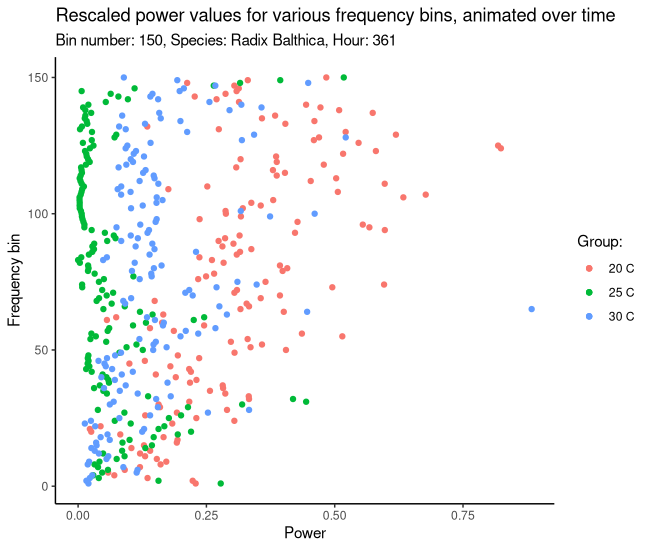 Rescaled power values for various frequency bins, animated over time
Bin number: 150, Species: Radix Balthica, Hour: 361
150
100
50
0
Frequency bin
0.00 0.25 0.50 0.75
Power
Group:
20 C
25 C
30 C